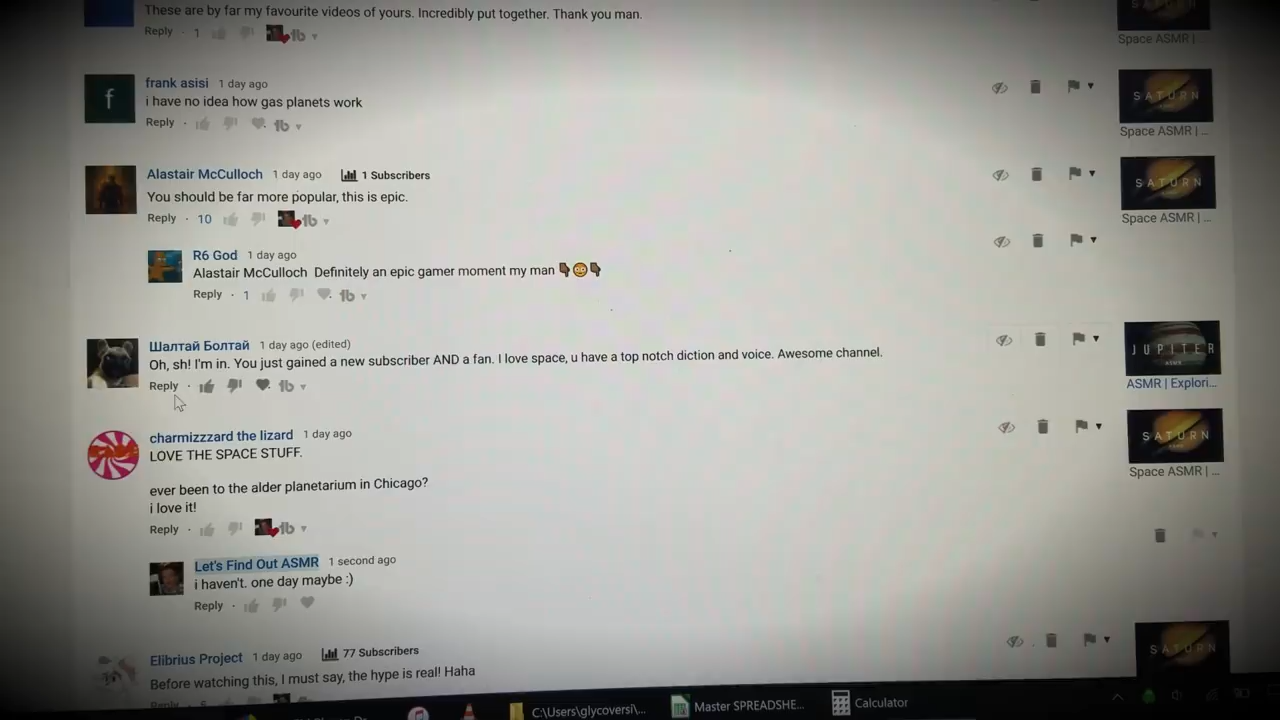 These are by far my favourite videos of yours. Incredibly put together. Thank you man.
Reply · 1
Space ASMR | ...
frank asisi 1 day ago
i have no idea how gas planets work
Reply ·
SATURN
Space ASMR | ...
Alastair McCulloch 1 day ago 1 Subscribers
You should be far more popular, this is epic.
Reply · 10
SATURN
Space ASMR | ...
R6 God 1 day ago
Alastair McCulloch Definitely an epic gamer moment my man
Reply · 1
Шалтай Болтай 1 day ago (edited)
Oh, sh! I'm in. You just gained a new subscriber AND a fan. I love space, u have a top notch diction and voice. Awesome channel.
Reply ·
JUPITER
ASMR
ASMR | Explori...
charmizzzard the lizard 1 day ago
LOVE THE SPACE STUFF.
ever been to the alder planetarium in Chicago?
i love it!
Reply ·
SATURN
Space ASMR | ...
Let's Find Out ASMR 1 second ago
i haven't. one day maybe :)
Reply ·
Elibrius Project 1 day ago 77 Subscribers
Before watching this, I must say, the hype is real! Haha
SATURN
C:\Users\glycoversi\...
Master SPREADSHE...
Calculator